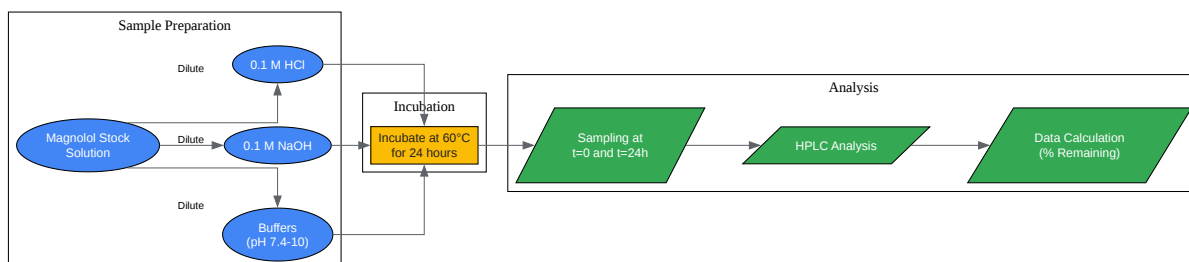 Sample Preparation
Dilute
0.1 M HCl
Magnolol Stock
Solution
Dilute
0.1 M NaOH
Dilute
Buffers
(pH 7.4-10)
Incubation
Incubate at 60°C
for 24 hours
Analysis
Sampling at
t=0 and t=24h
HPLC Analysis
Data Calculation
(% Remaining)